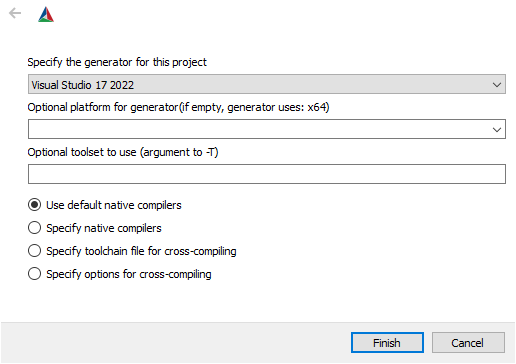 Specify the generator for this project
Visual Studio 17 2022
Optional platform for generator(if empty, generator uses: x64)
Optional toolset to use (argument to -T)
Use default native compilers
Specify native compilers
Specify toolchain file for cross-compiling
Specify options for cross-compiling
Finish Cancel